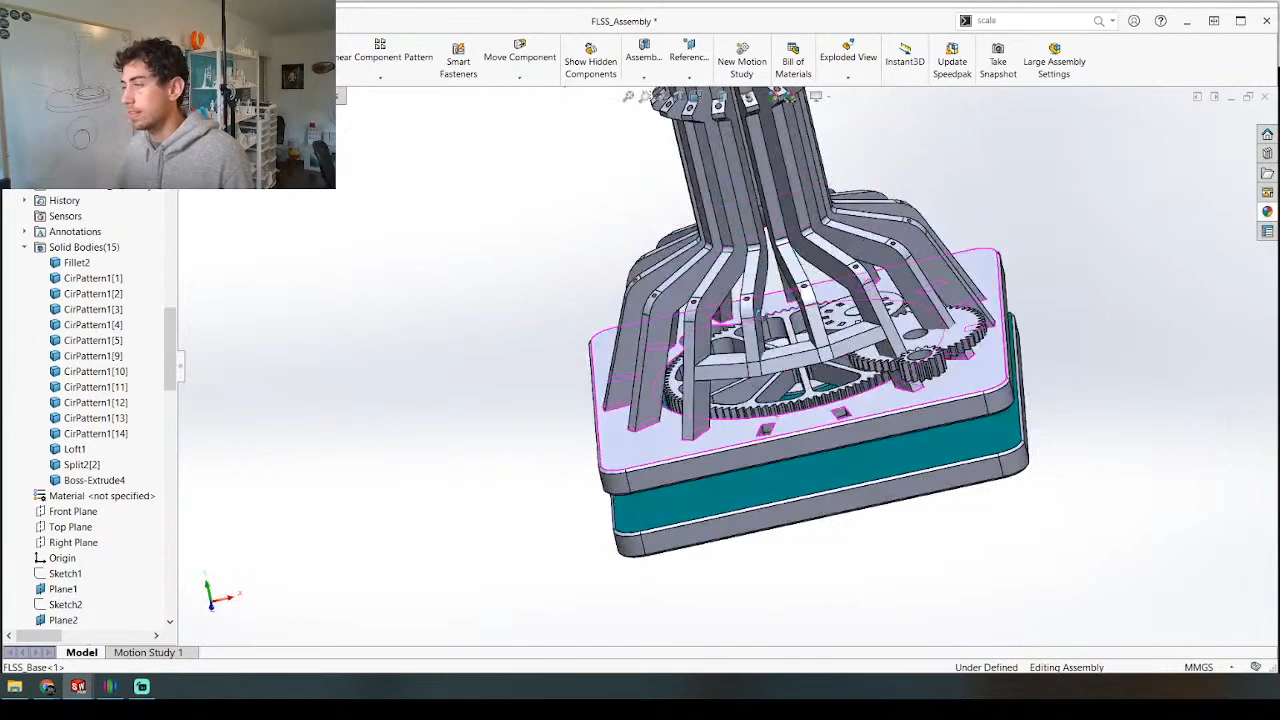 FLSS_Assembly *
scale
near Component Pattern
Smart Fasteners
Move Component
Show Hidden Components
Assemb...
Referenc...
New Motion Study
Bill of Materials
Exploded View
Instant3D
Update Speedpak
Take Snapshot
Large Assembly Settings
History
Sensors
Annotations
Solid Bodies(15)
Fillet2
CirPattern1[1]
CirPattern1[2]
CirPattern1[3]
CirPattern1[4]
CirPattern1[5]
CirPattern1[9]
CirPattern1[10]
CirPattern1[11]
CirPattern1[12]
CirPattern1[13]
CirPattern1[14]
Loft1
Split2[2]
Boss-Extrude4
Material <not specified>
Front Plane
Top Plane
Right Plane
Origin
Sketch1
Plane1
Sketch2
Plane2
Y
X
Model
Motion Study 1
FLSS_Base<1>
Under Defined
Editing Assembly
MMGS
SW